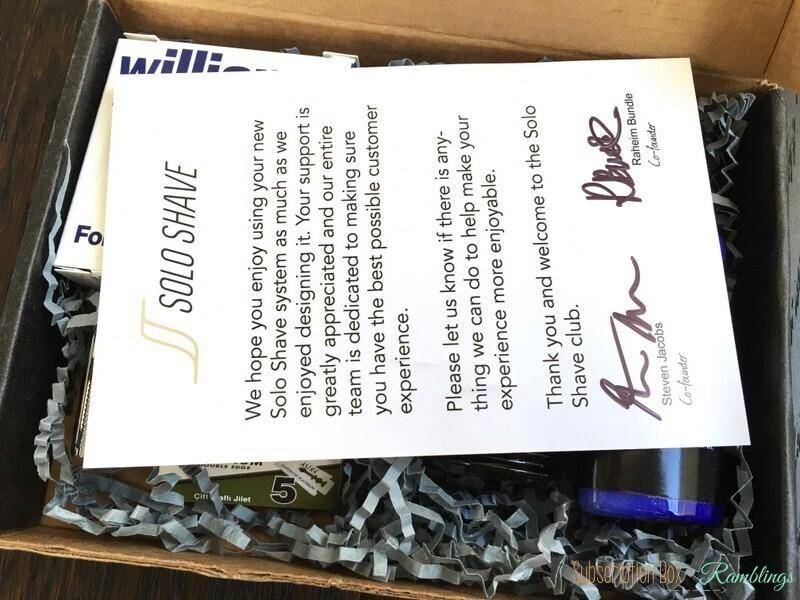 SOLO SHAVE
We hope you enjoy using your new
Solo Shave system as much as we
enjoyed designing it. Your support is
greatly appreciated and our entire
team is dedicated to making sure
you have the best possible customer
experience.
Please let us know if there is any-
thing we can do to help make your
experience more enjoyable.
Thank you and welcome to the Solo
Shave club.
Steven Jacobs
Co-founder
Raheim Bundle
Co-founder
DOUBLE EDGE
Jilet
5
Subscription Box Ramblings